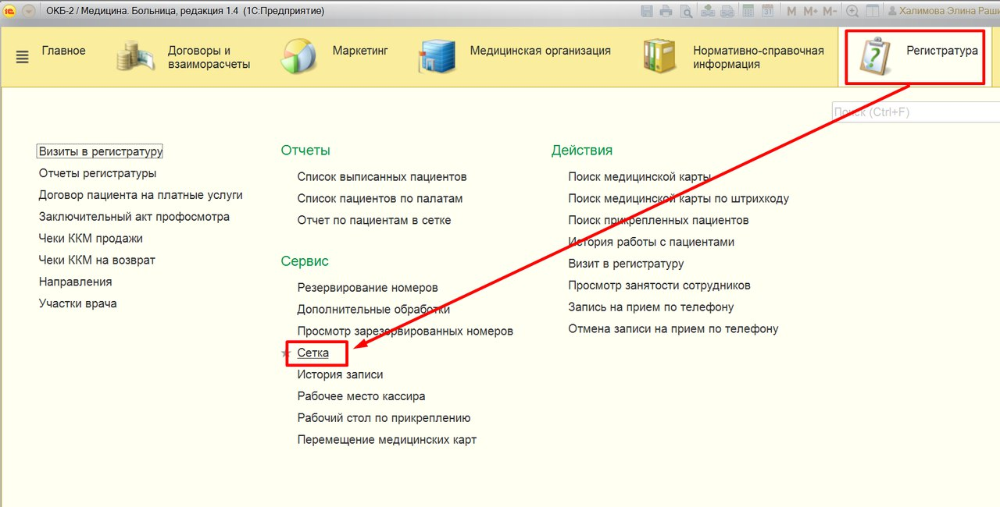 ОКБ-2 / Медицина. Больница, редакция 1.4 (1С:Предприятие)
M M+ M-
Халимова Элина Раши
Главное
Договоры и
взаиморасчеты
Маркетинг
Медицинская организация
Нормативно-справочная
информация
Регистратура
Поиск (Ctrl+F)
Визиты в регистратуру
Отчеты регистратуры
Договор пациента на платные услуги
Заключительный акт профосмотра
Чеки ККМ продажи
Чеки ККМ на возврат
Направления
Участки врача
Отчеты
Список выписанных пациентов
Список пациентов по палатам
Отчет по пациентам в сетке
Сервис
Резервирование номеров
Дополнительные обработки
Просмотр зарезервированных номеров
Сетка
История записи
Рабочее место кассира
Рабочий стол по прикреплению
Перемещение медицинских карт
Действия
Поиск медицинской карты
Поиск медицинской карты по штрихкоду
Поиск прикрепленных пациентов
История работы с пациентами
Визит в регистратуру
Просмотр занятости сотрудников
Запись на прием по телефону
Отмена записи на прием по телефону